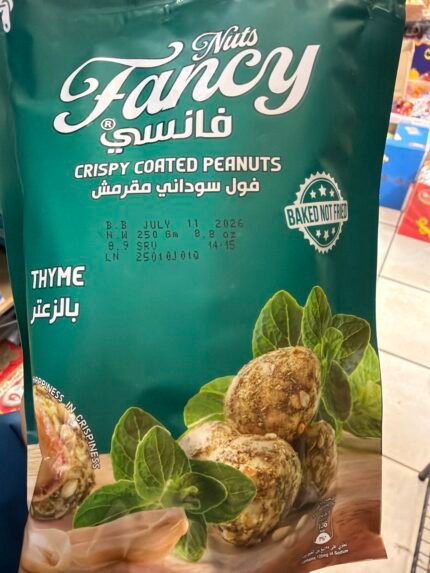 Nuts
Fancy
فانسي®
CRISPY COATED PEANUTS
فول سوداني مقرمش
BAKED NOT FRIED
B.B JULY 11 2026
N.W 250 Gm 8.8 oz
8.9 SRV 14-15
LN 25010J01Q
THYME
بالزعتر
HAPPINESS IN CRISPINESS